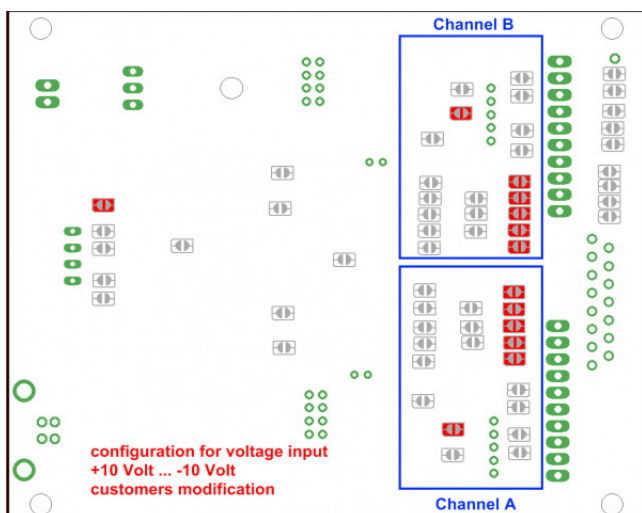 Channel B
configuration for voltage input
+10 Volt ... -10 Volt
customers modification
Channel A